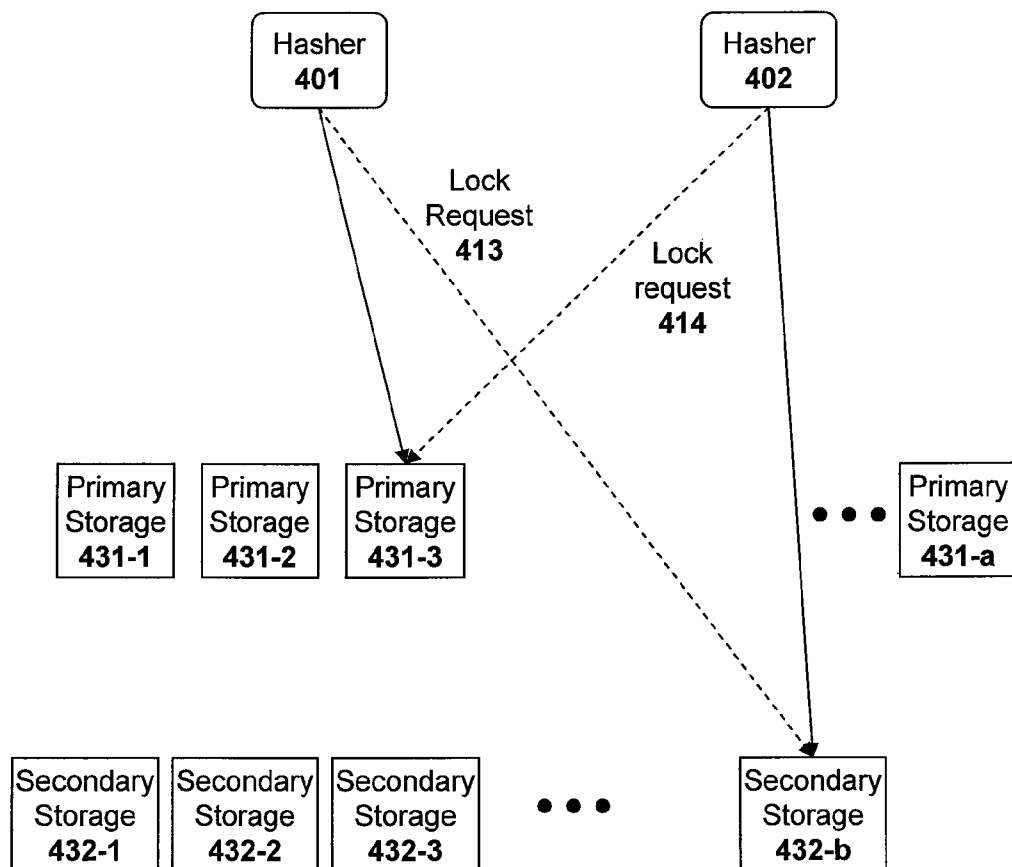 Hasher
401
Hasher
402
Lock
Request
413
Lock
request
414
Primary
Storage
431-1
Primary
Storage
431-2
Primary
Storage
431-3
Primary
Storage
431-a
Secondary
Storage
432-1
Secondary
Storage
432-2
Secondary
Storage
432-3
Secondary
Storage
432-b